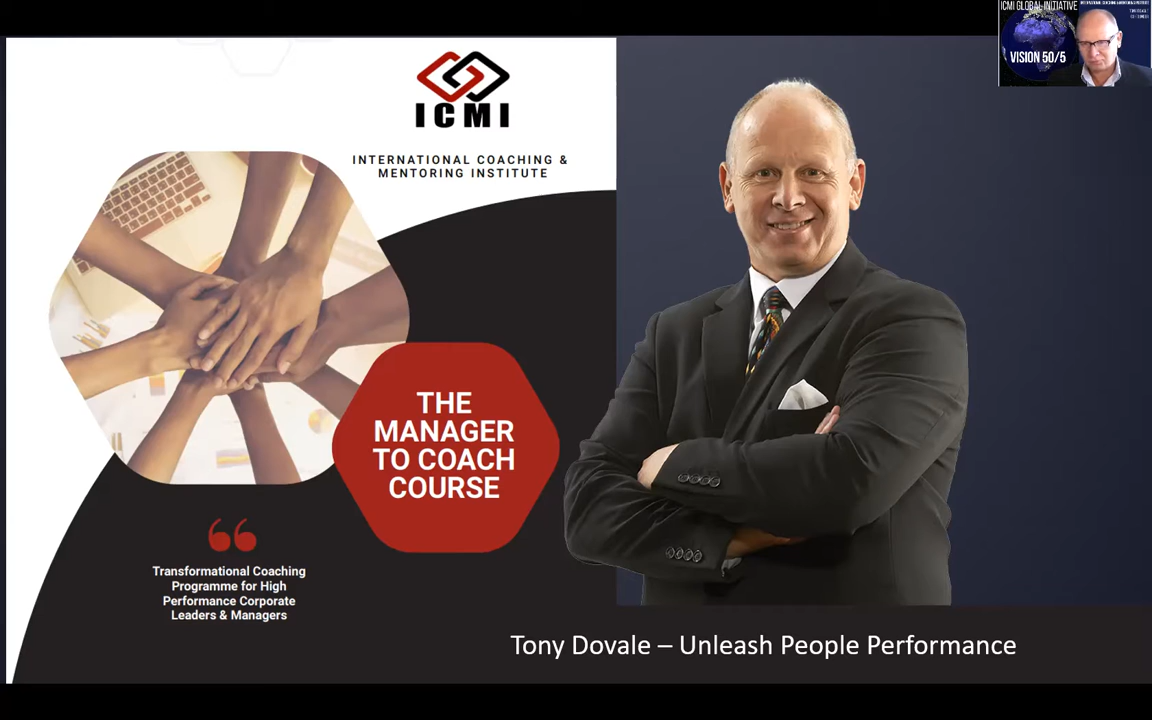 ICMI
INTERNATIONAL COACHING &
MENTORING INSTITUTE
THE
MANAGER
TO COACH
COURSE
Transformational Coaching
Programme for High
Performance Corporate
Leaders & Managers
Tony Dovale – Unleash People Performance
ICMI GLOBAL INITIATIVE
VISION 50/5